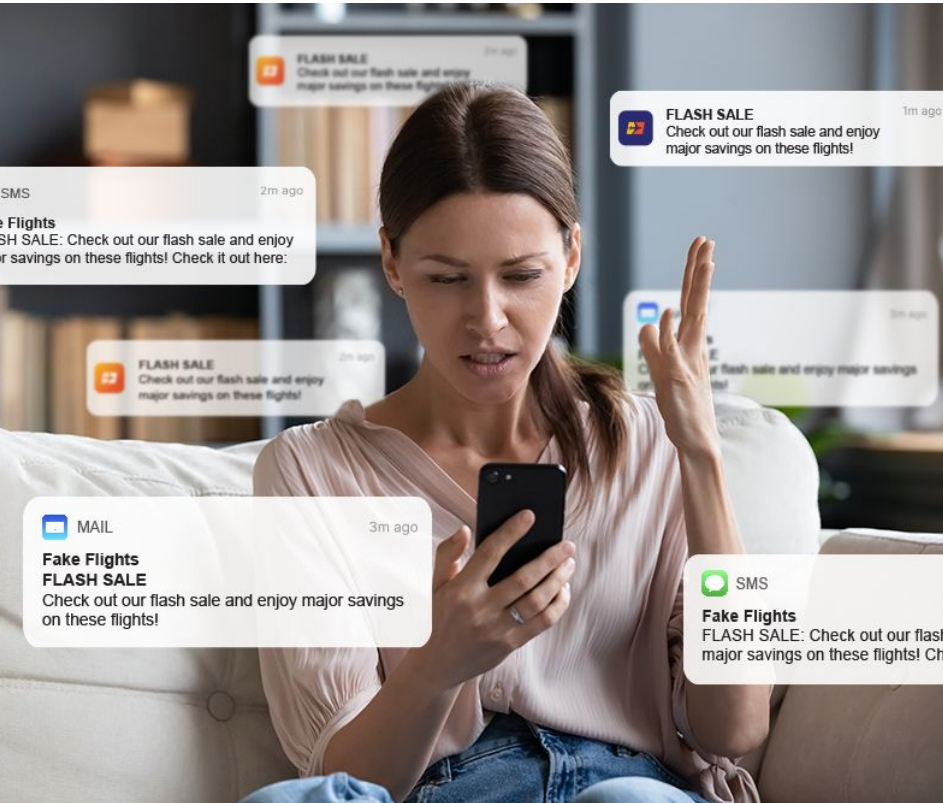 2m ago
FLASH SALE
Check out our flash sale and enjoy
major savings on these flights!
1m ago
FLASH SALE
Check out our flash sale and enjoy
major savings on these flights!
SMS
2m ago
e Flights
SH SALE: Check out our flash sale and enjoy
or savings on these flights! Check it out here:
3m ago
flash sale and enjoy major savings
2m ago
FLASH SALE
Check out our flash sale and enjoy
major savings on these flights!
MAIL
3m ago
Fake Flights
FLASH SALE
Check out our flash sale and enjoy major savings
on these flights!
SMS
Fake Flights
FLASH SALE: Check out our flash
major savings on these flights! Ch